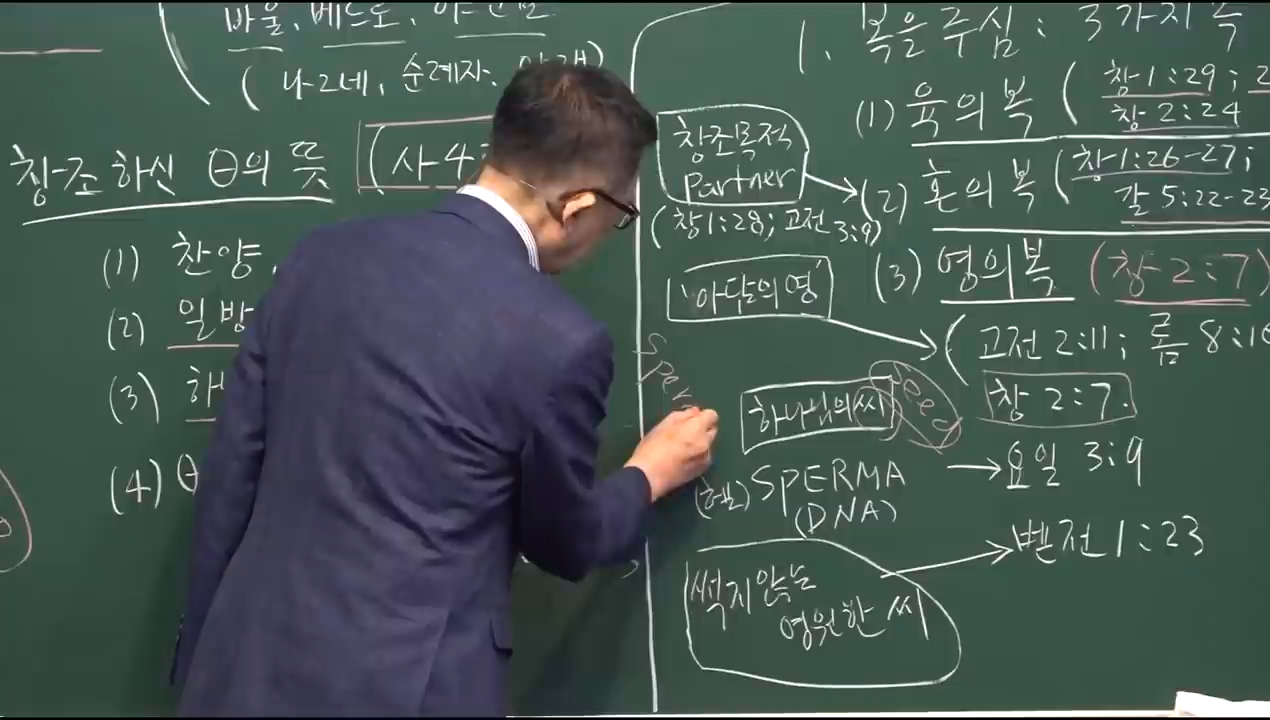 바울, 베드로,
( 나그네, 순례자,
창조하신 θ의 뜻 (사4
(1) 찬양,
(2) 일방
(3) 하
(4) θ
1. 복을 주심 : 3가지 복
(1) 육의 복 ( 창1:29; 2
창 2:24
창조목적
Partner
(창1:28; 고전 3:9)
(2) 혼의 복 ( 창1:26-27;
갈 5:22-23
(3) 영의 복 (창2:7)
'아담의 영'
( 고전 2:11; 롬 8:16
창 2:7.
하나님의 씨
seed
Spe
요일 3:9
(헬) SPERMA
(DNA)
벧전 1:23
썩지 않는
영원한 씨